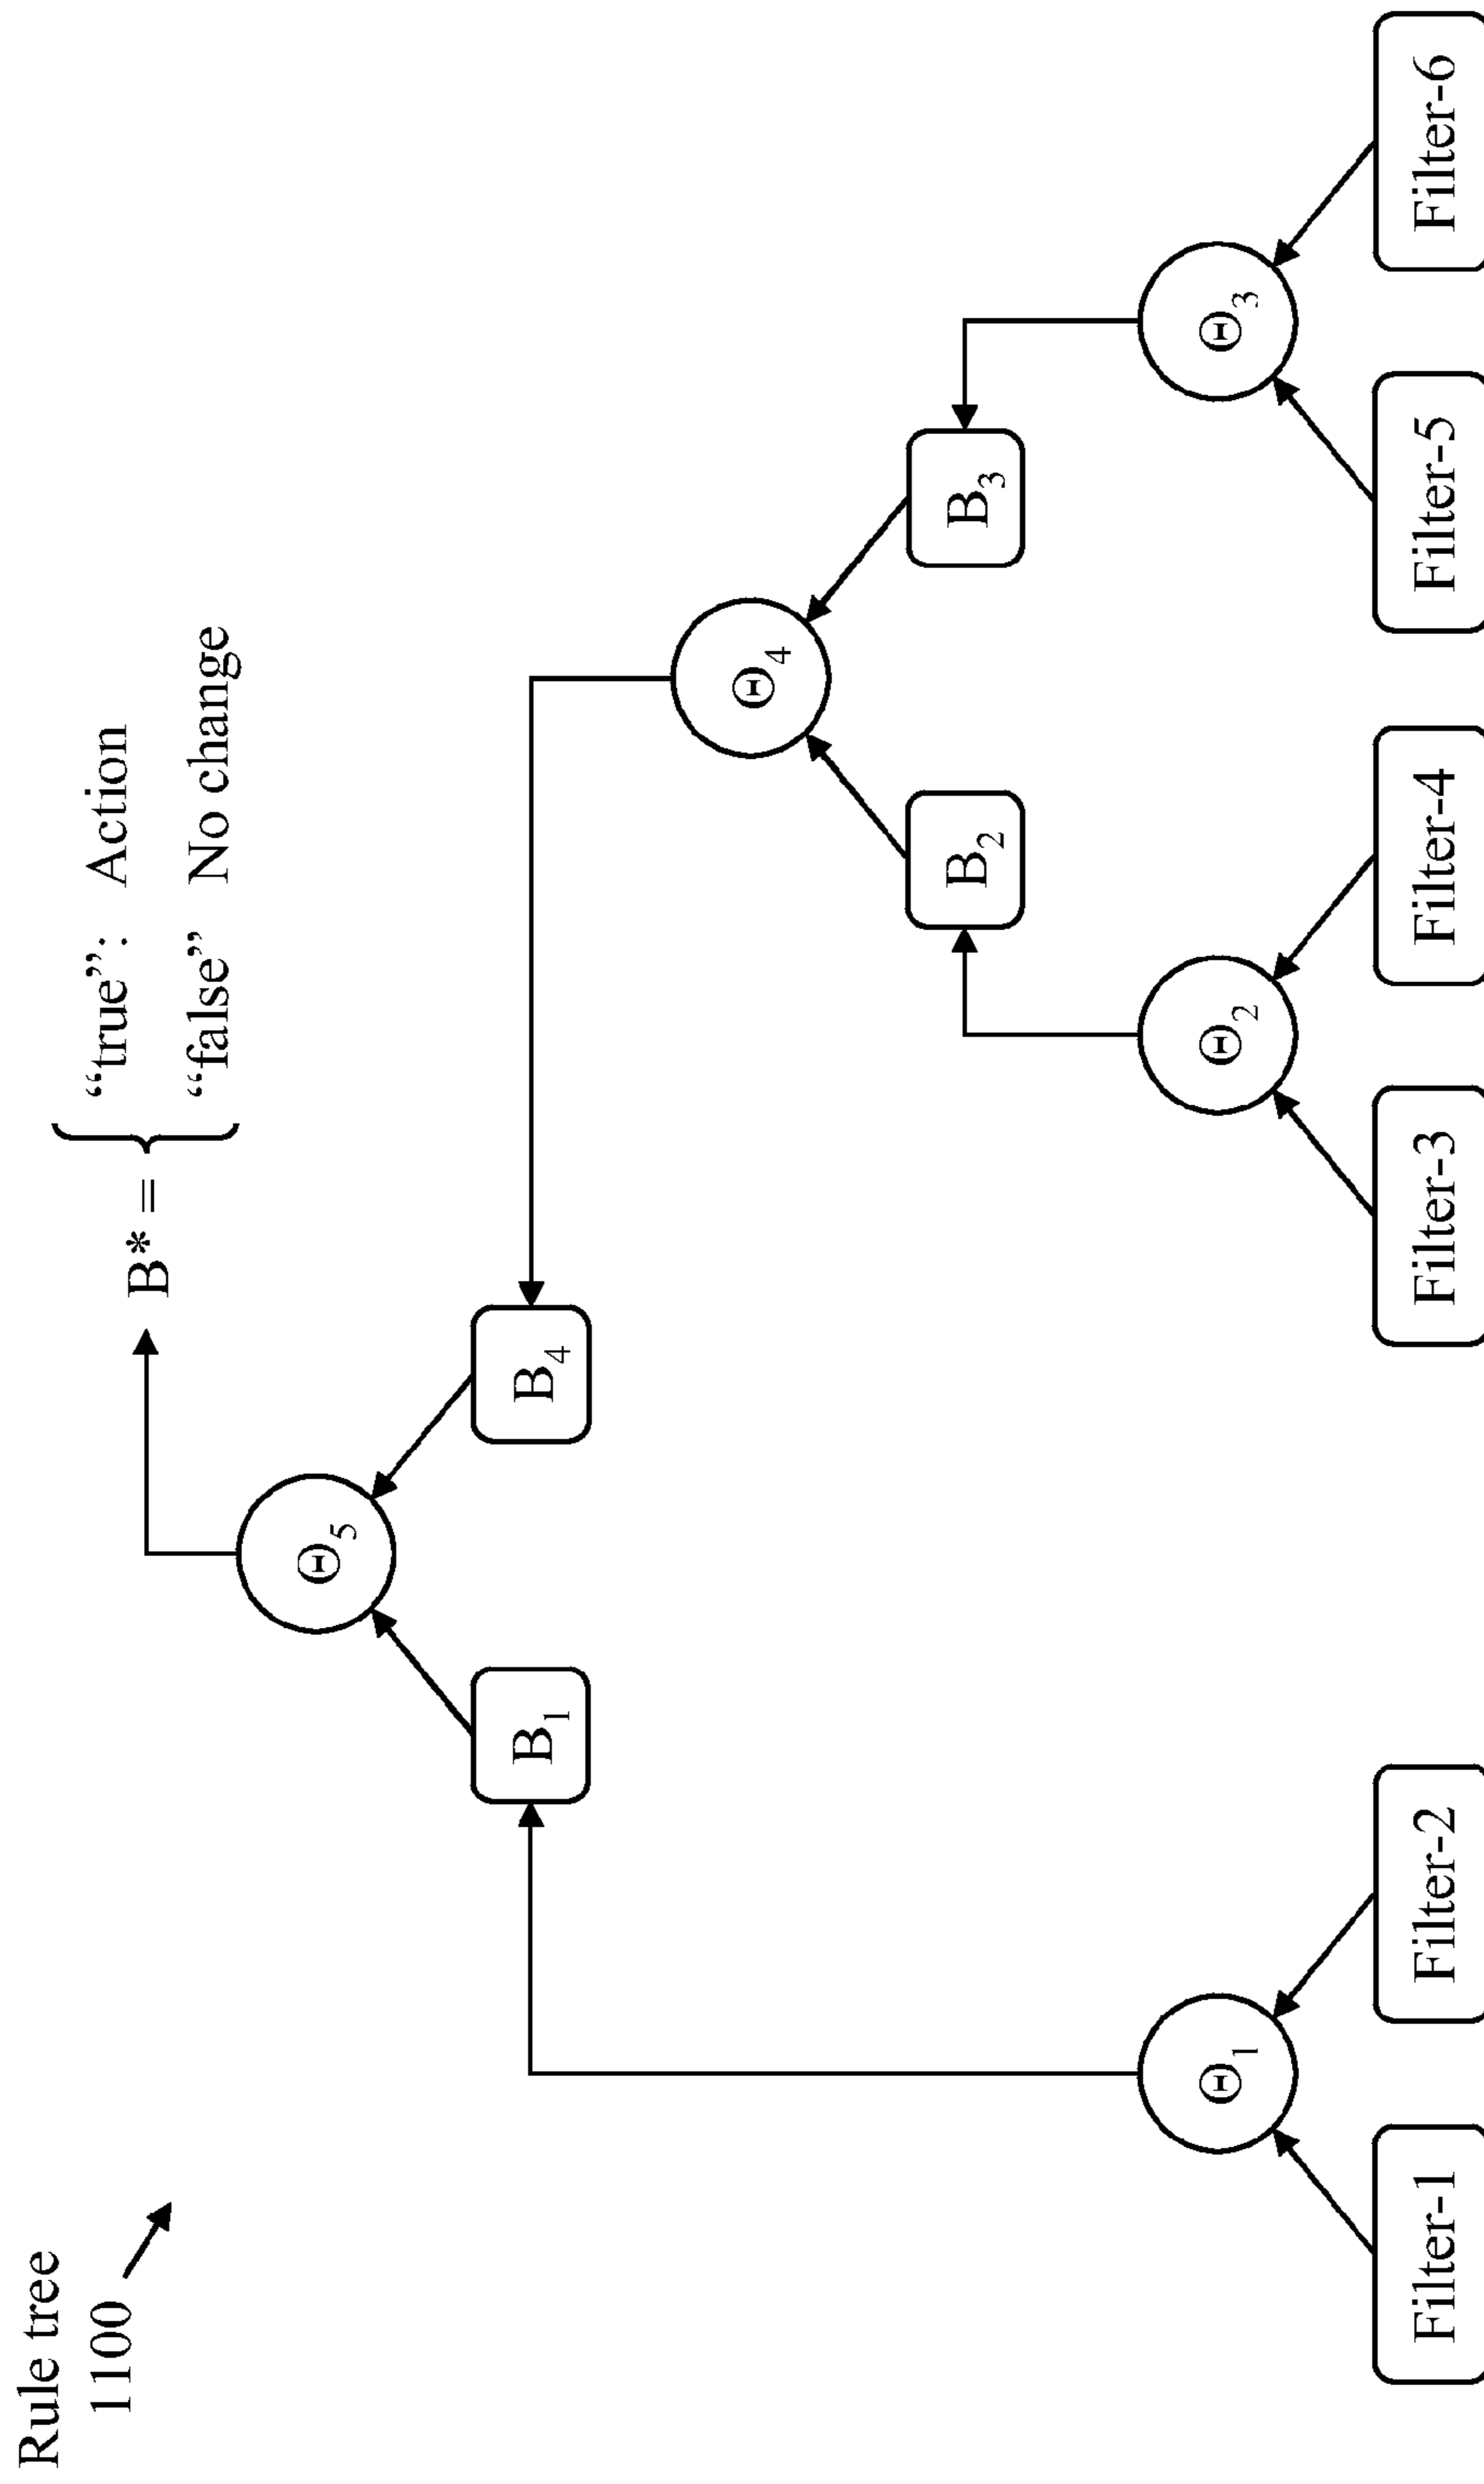 Rule tree
1100
B* =
“true”: Action
“false” No change
Θ5
B1
B4
Θ4
B2
B3
Θ1
Θ2
Θ3
Filter-1
Filter-2
Filter-3
Filter-4
Filter-5
Filter-6